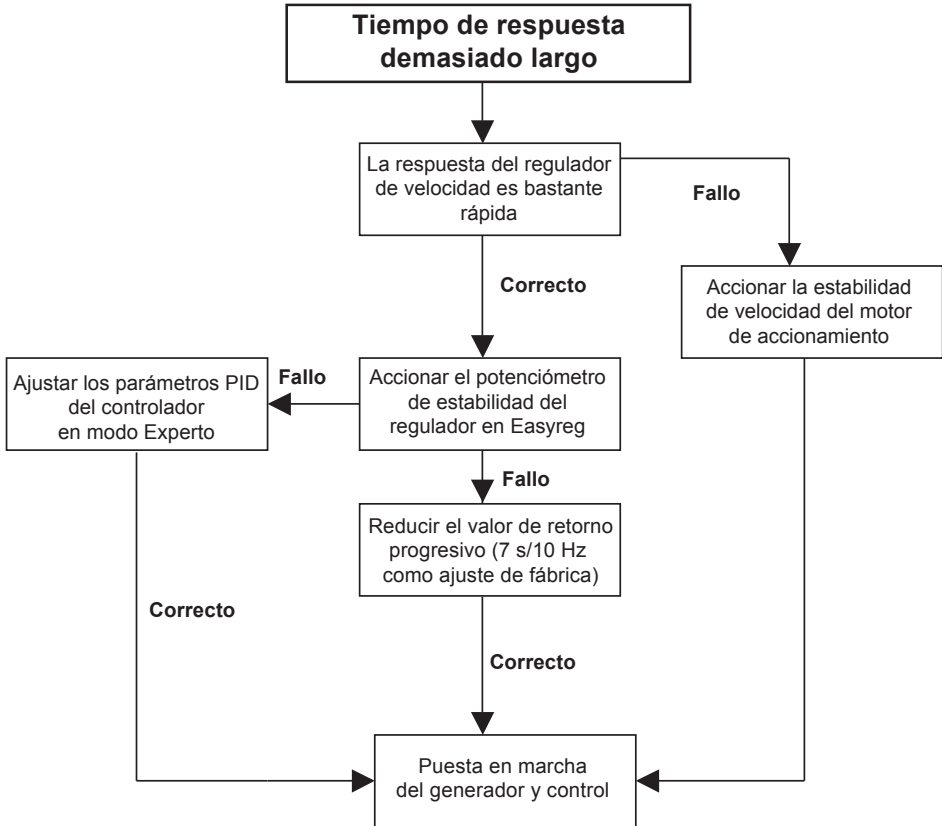 Tiempo de respuesta
demasiado largo
La respuesta del regulador
de velocidad es bastante
rápida
Fallo
Correcto
Accionar la estabilidad
de velocidad del motor
de accionamiento
Ajustar los parámetros PID
del controlador
en modo Experto
Fallo
Accionar el potenciómetro
de estabilidad del
regulador en Easyreg
Fallo
Reducir el valor de retorno
progresivo (7 s/10 Hz
como ajuste de fábrica)
Correcto
Correcto
Puesta en marcha
del generador y control